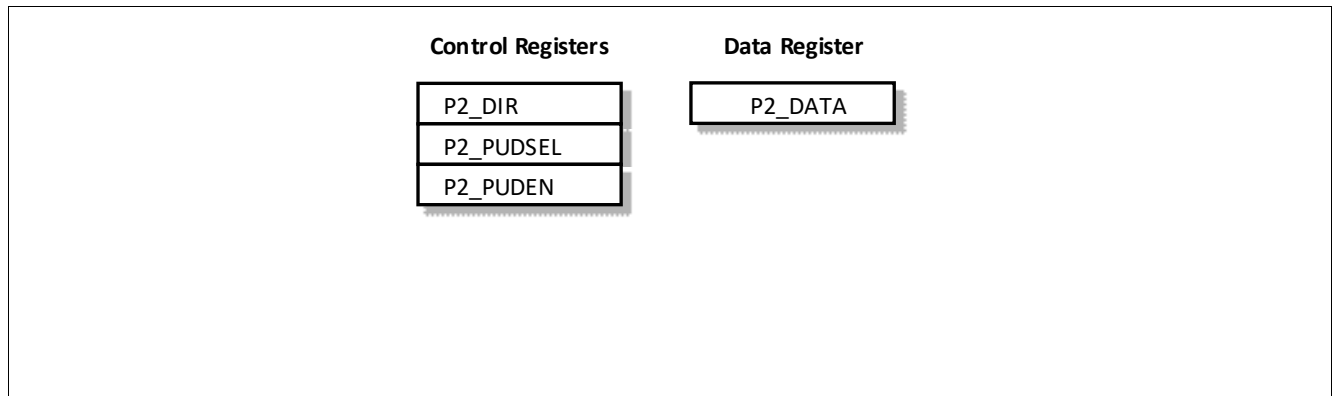 Control Registers
Data Register
P2_DIR
P2_DATA
P2_PUDSEL
P2_PUDEN